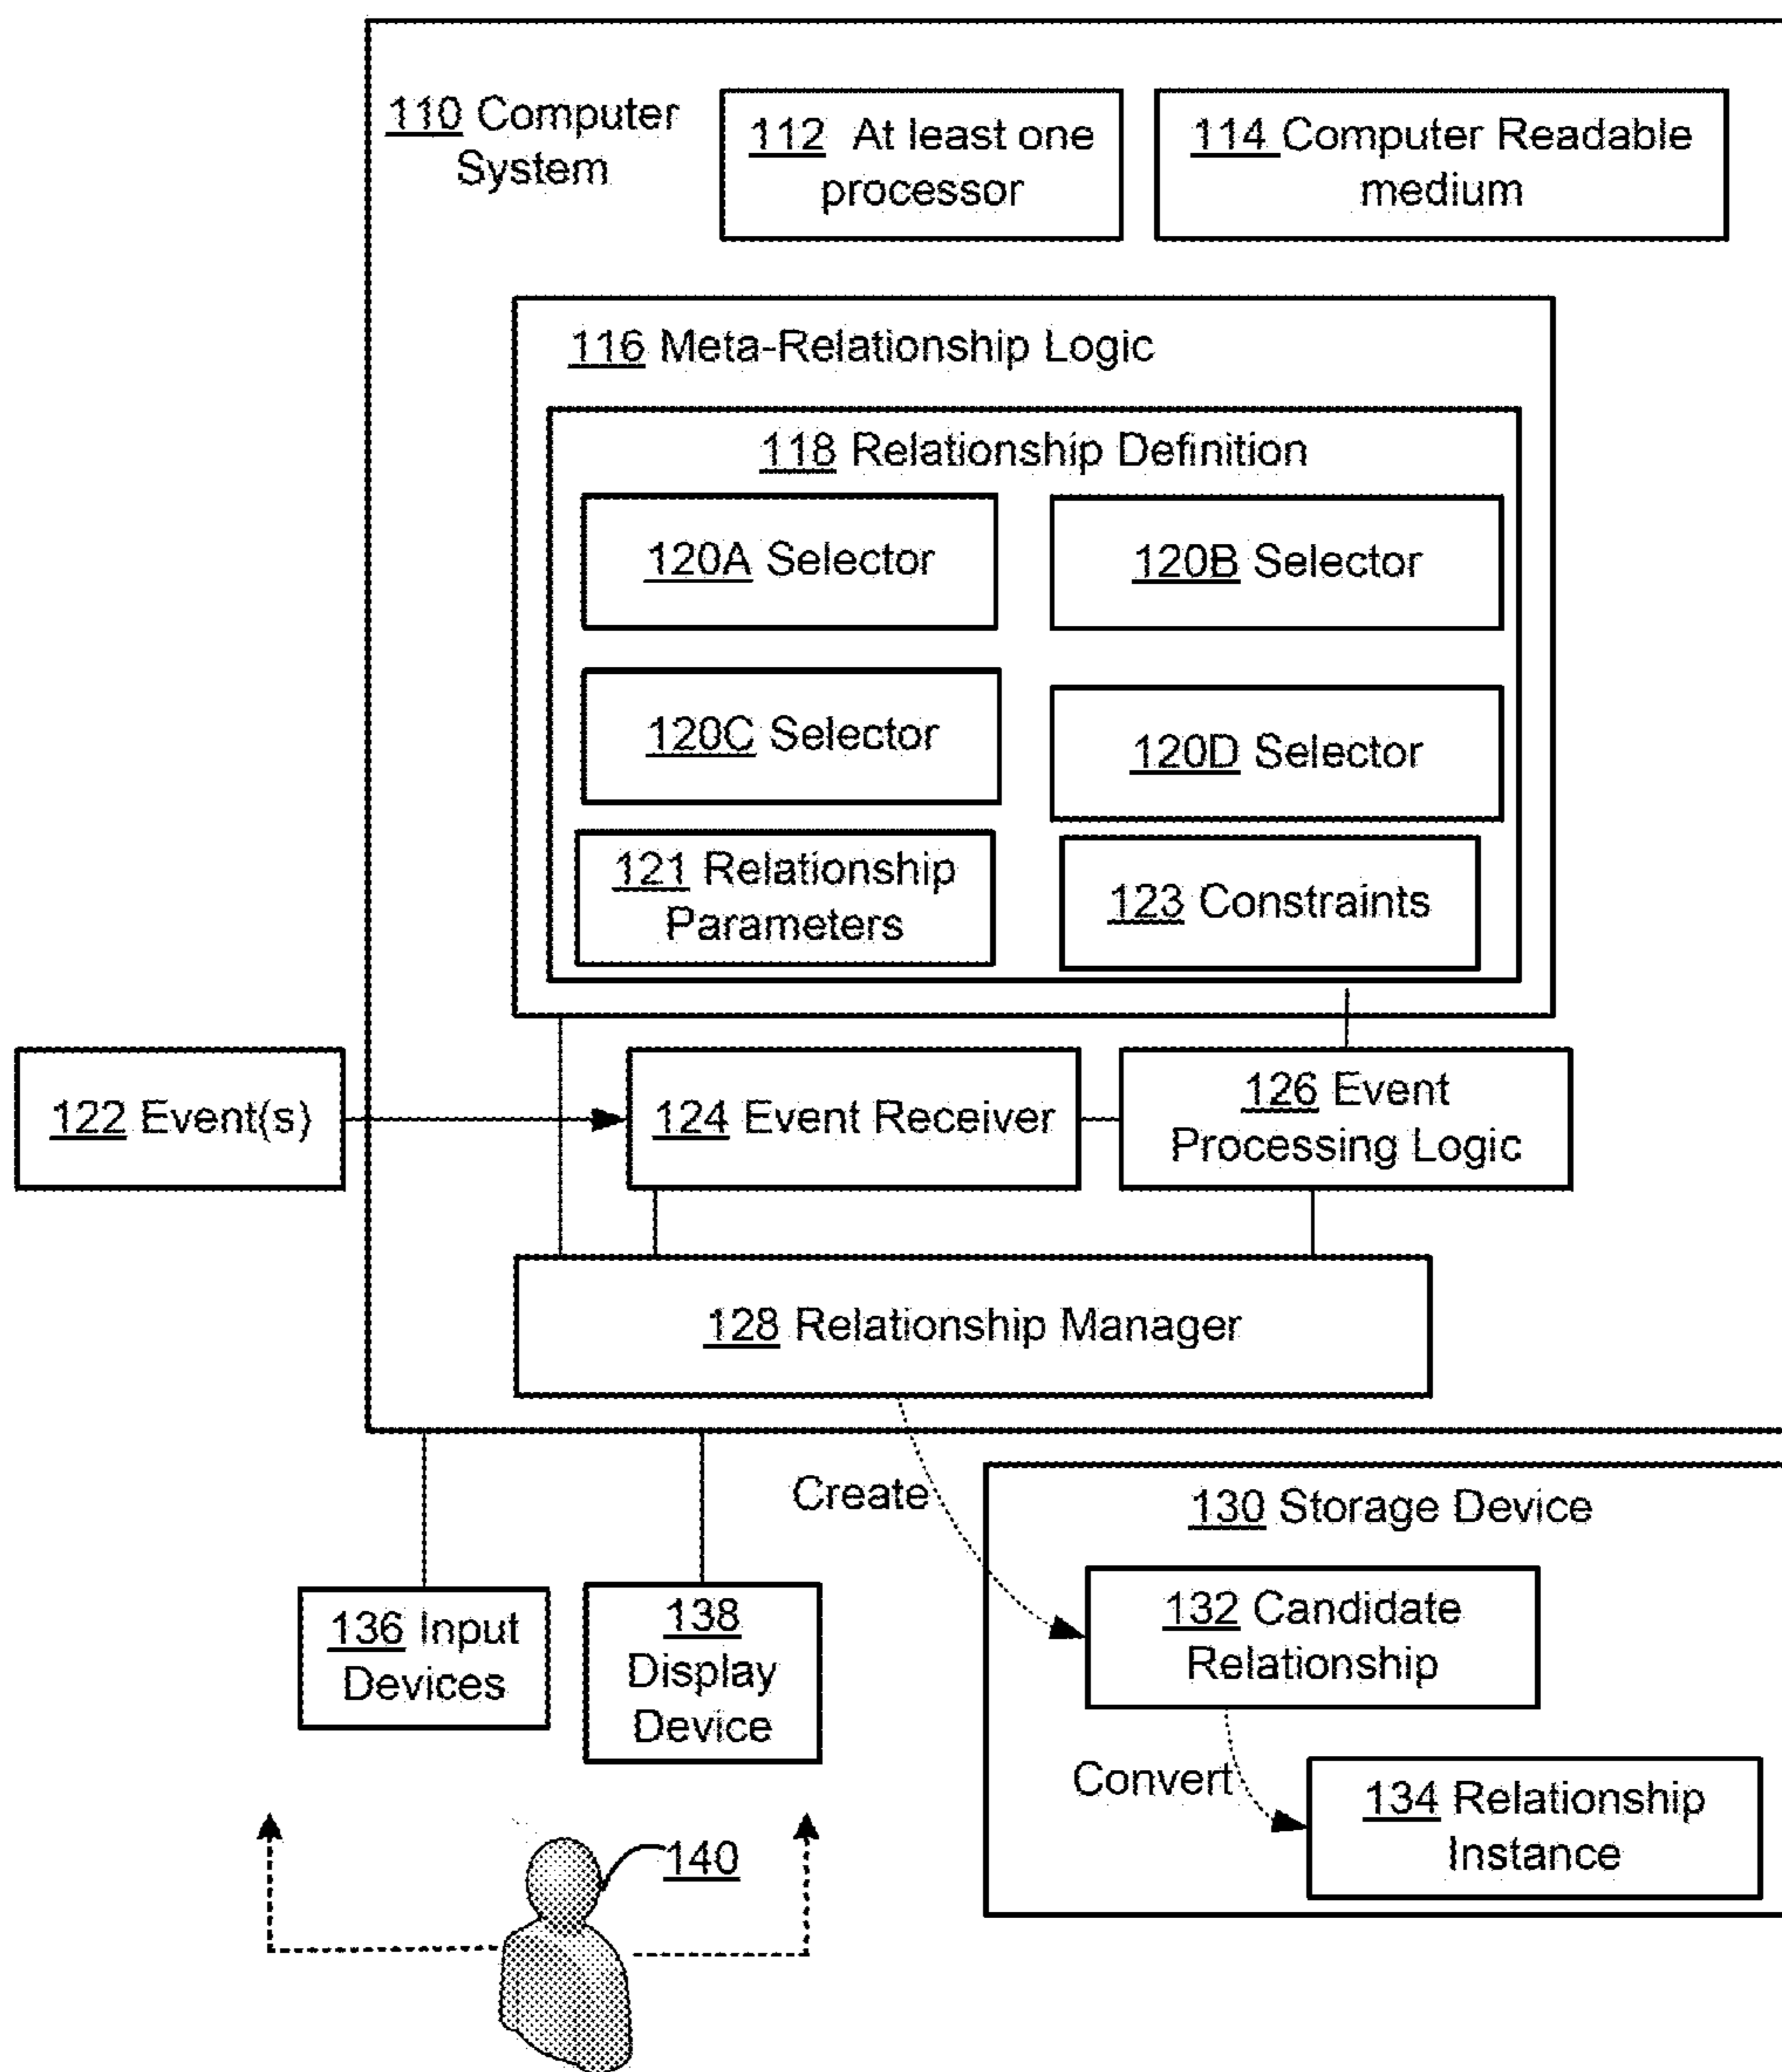 110 Computer
System
112 At least one
processor
114 Computer Readable
medium
116 Meta-Relationship Logic
118 Relationship Definition
120A Selector
120B Selector
120C Selector
120D Selector
121 Relationship
Parameters
123 Constraints
122 Event(s)
124 Event Receiver
126 Event
Processing Logic
128 Relationship Manager
Create
130 Storage Device
132 Candidate
Relationship
Convert
134 Relationship
Instance
136 Input
Devices
138
Display
Device
140